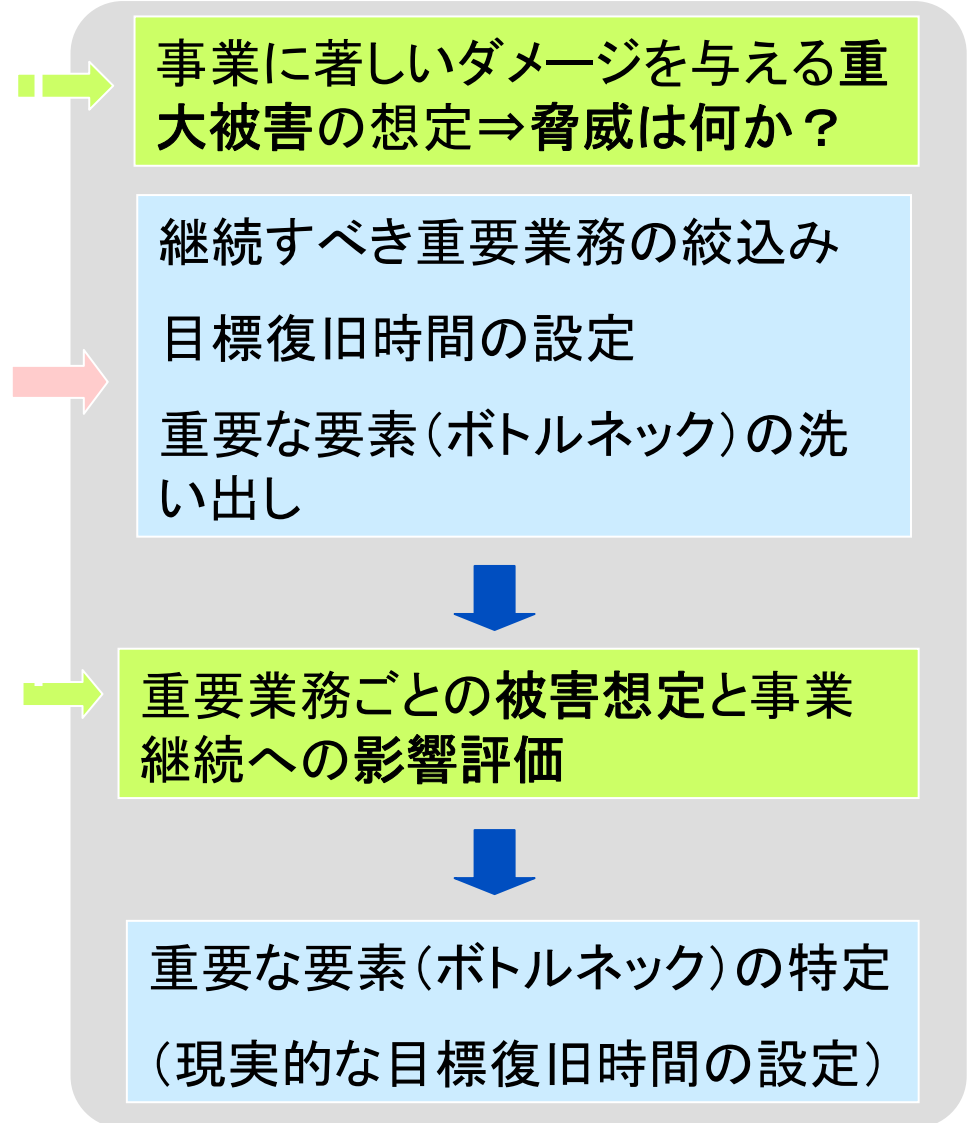 事業に著しいダメージを与える重
大被害の想定⇒脅威は何か？
継続すべき重要業務の絞込み
目標復旧時間の設定
重要な要素（ボトルネック）の洗
い出し
重要業務ごとの被害想定と事業
継続への影響評価
重要な要素（ボトルネック）の特定
（現実的な目標復旧時間の設定）